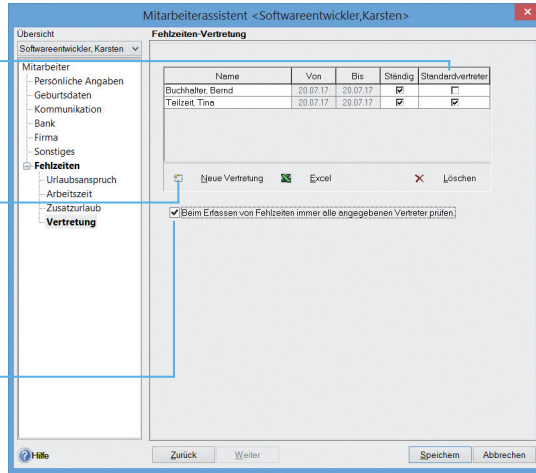 Mitarbeiterassistent <Softwareentwickler,Karsten>
Übersicht
Softwareentwickler, Karsten
Mitarbeiter
Persönliche Angaben
Geburtsdaten
Kommunikation
Bank
Firma
Sonstiges
Fehlzeiten
Urlaubsanspruch
Arbeitszeit
Zusatzurlaub
Vertretung
Fehlzeiten-Vertretung
Name Von Bis Ständig Standardvertreter
Buchhalter, Bernd 20.07.17 20.07.17
Teilzeit, Tina 20.07.17 20.07.17
Neue Vertretung Excel Löschen
Beim Erfassen von Fehlzeiten immer alle angegebenen Vertreter prüfen.
Hilfe Zurück Weiter Speichern Abbrechen